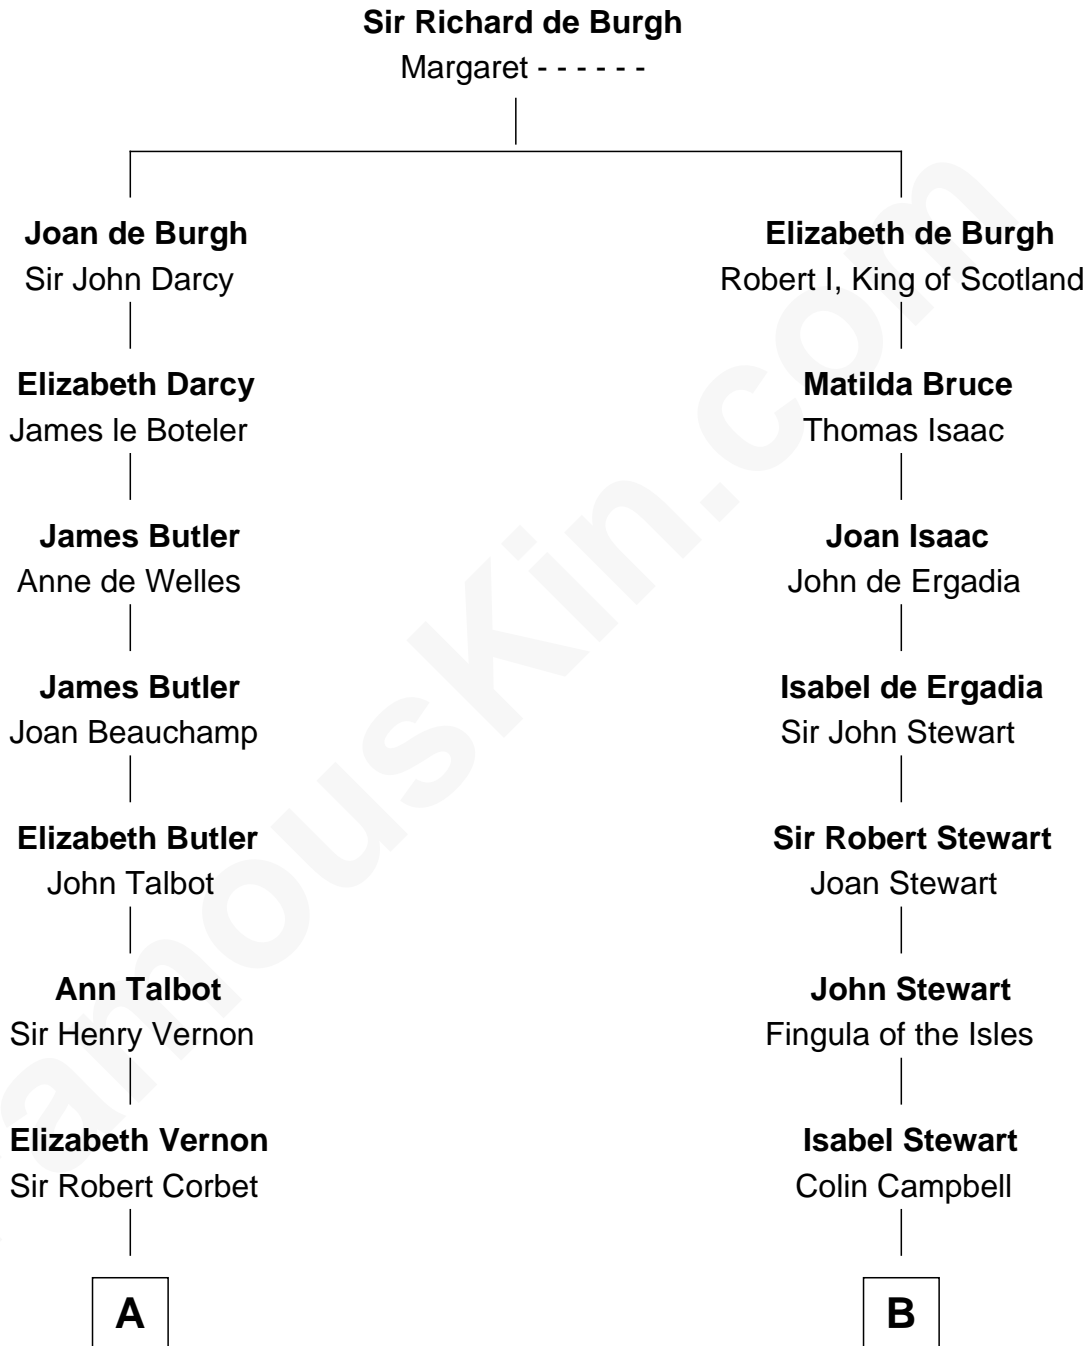 Sir Richard de Burgh
Margaret - - - - - -
Joan de Burgh
Sir John Darcy
Elizabeth de Burgh
Robert I, King of Scotland
Elizabeth Darcy
James le Boteler
Matilda Bruce
Thomas Isaac
James Butler
Anne de Welles
Joan Isaac
John de Ergadia
James Butler
Joan Beauchamp
Isabel de Ergadia
Sir John Stewart
Elizabeth Butler
John Talbot
Sir Robert Stewart
Joan Stewart
Ann Talbot
Sir Henry Vernon
John Stewart
Fingula of the Isles
Elizabeth Vernon
Sir Robert Corbet
Isabel Stewart
Colin Campbell
A
B
amouskin.com